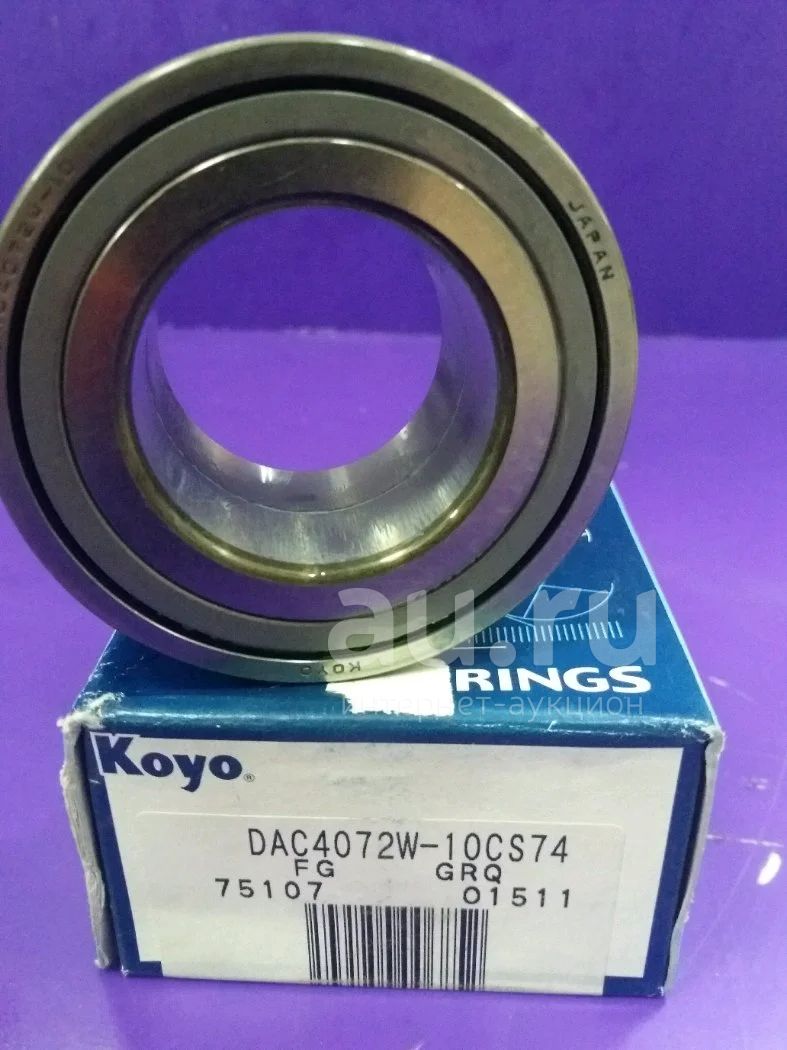 JAPAN
KOYO
au.ru
интернет-аукцион
RINGS
Koyo®
DAC4072W-10CS74
FG GRQ
75107 01511